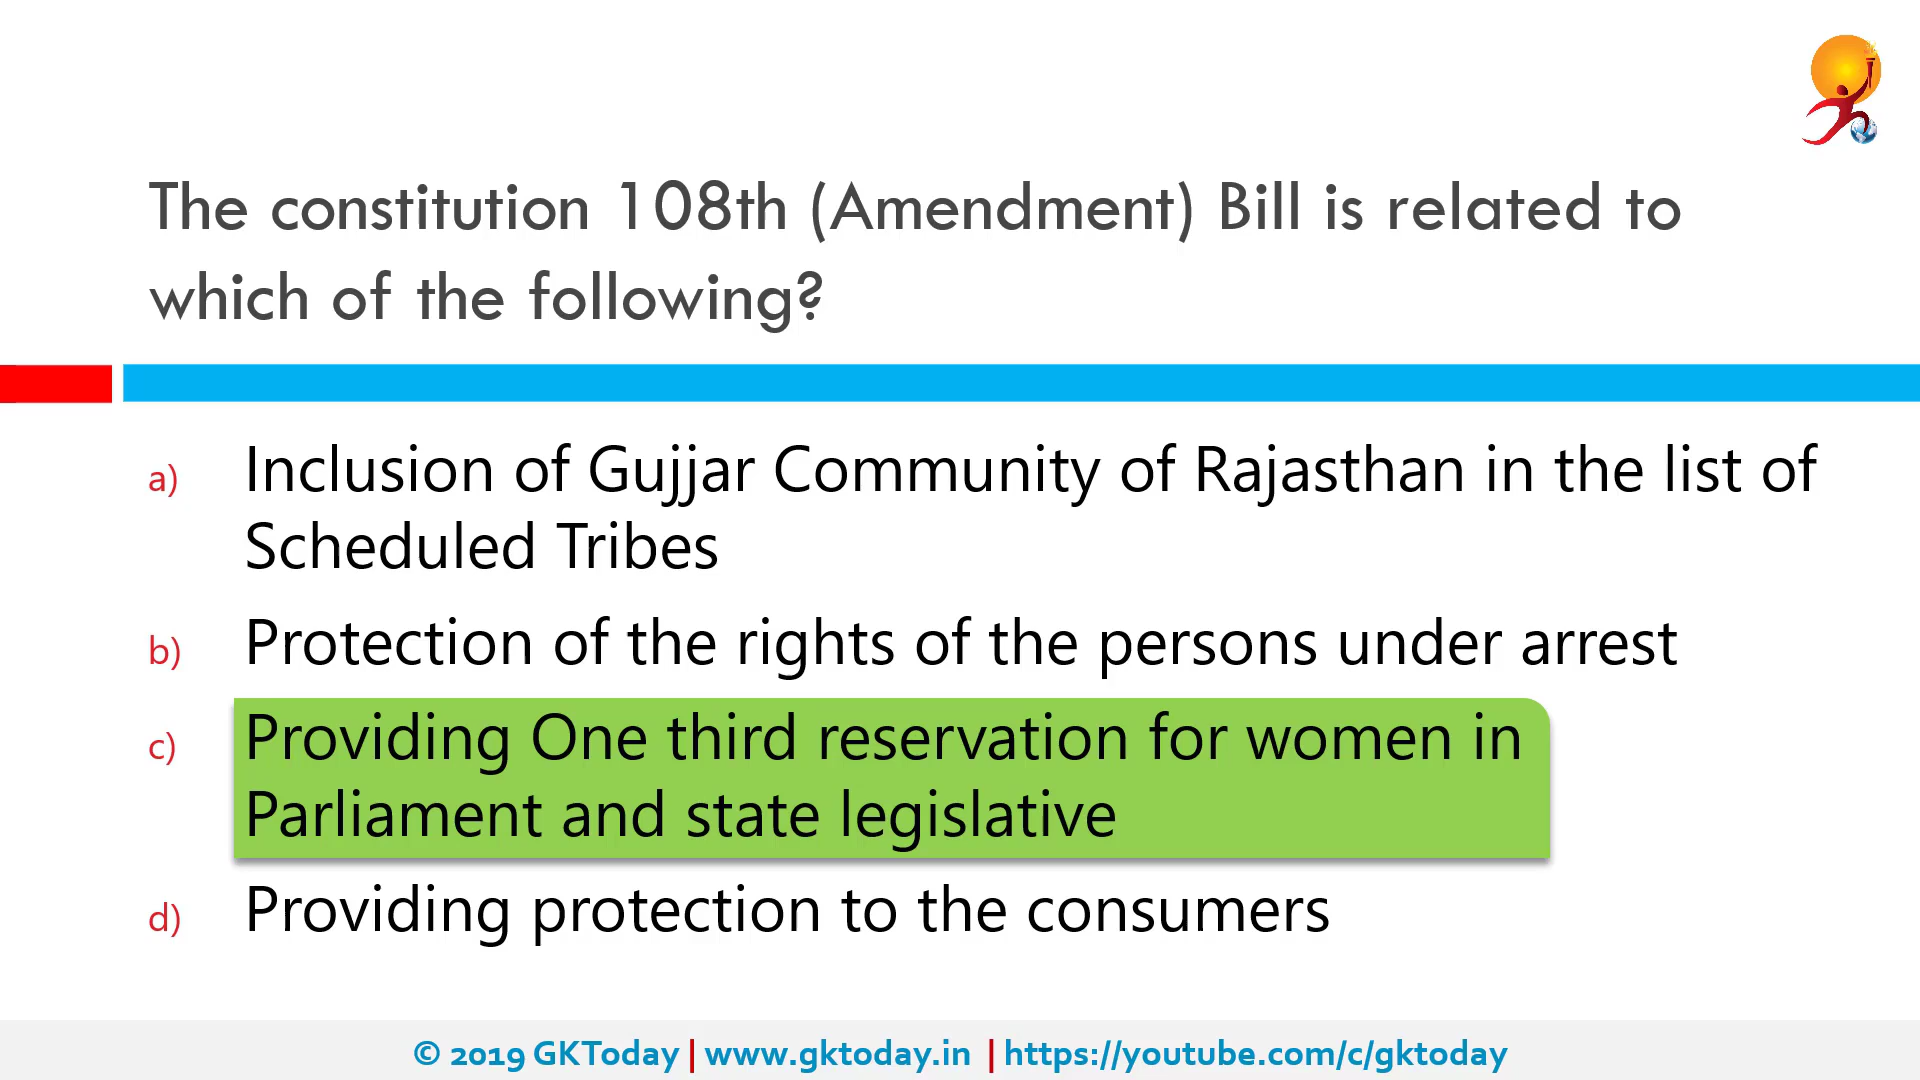 The constitution 108th (Amendment) Bill is related to
which of the following?
a) Inclusion of Gujjar Community of Rajasthan in the list of
Scheduled Tribes
b) Protection of the rights of the persons under arrest
c) Providing One third reservation for women in
Parliament and state legislative
d) Providing protection to the consumers
© 2019 GKToday | www.gktoday.in | https://youtube.com/c/gktoday